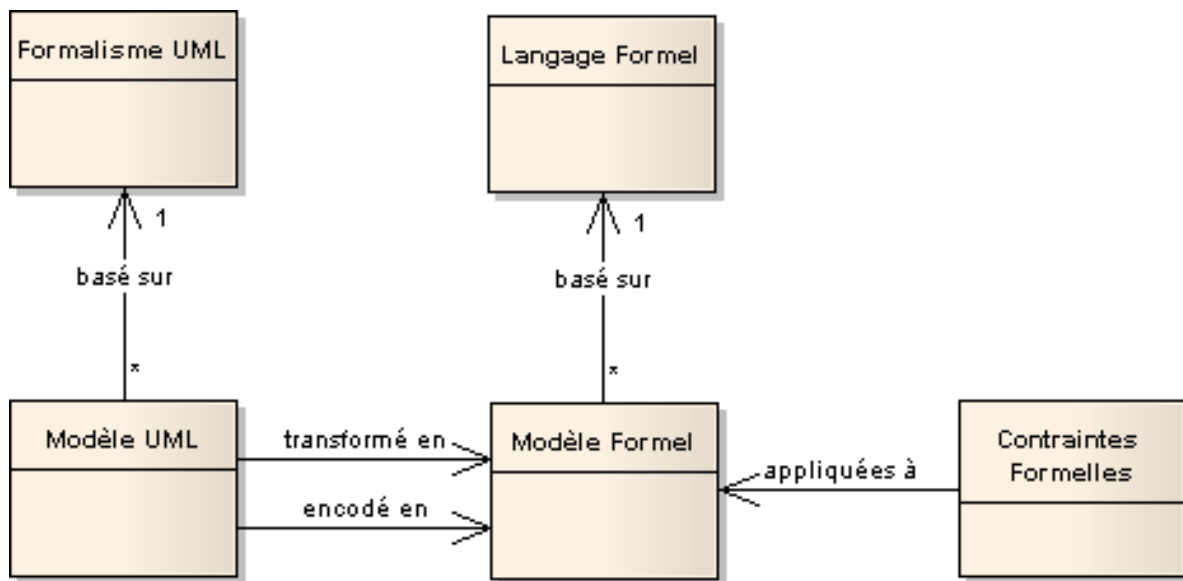 Formalisme UML
Langage Formel
1
1
basé sur
basé sur
*
*
Modèle UML
transformé en
Modèle Formel
Contraintes
Formelles
appliquées à
encodé en